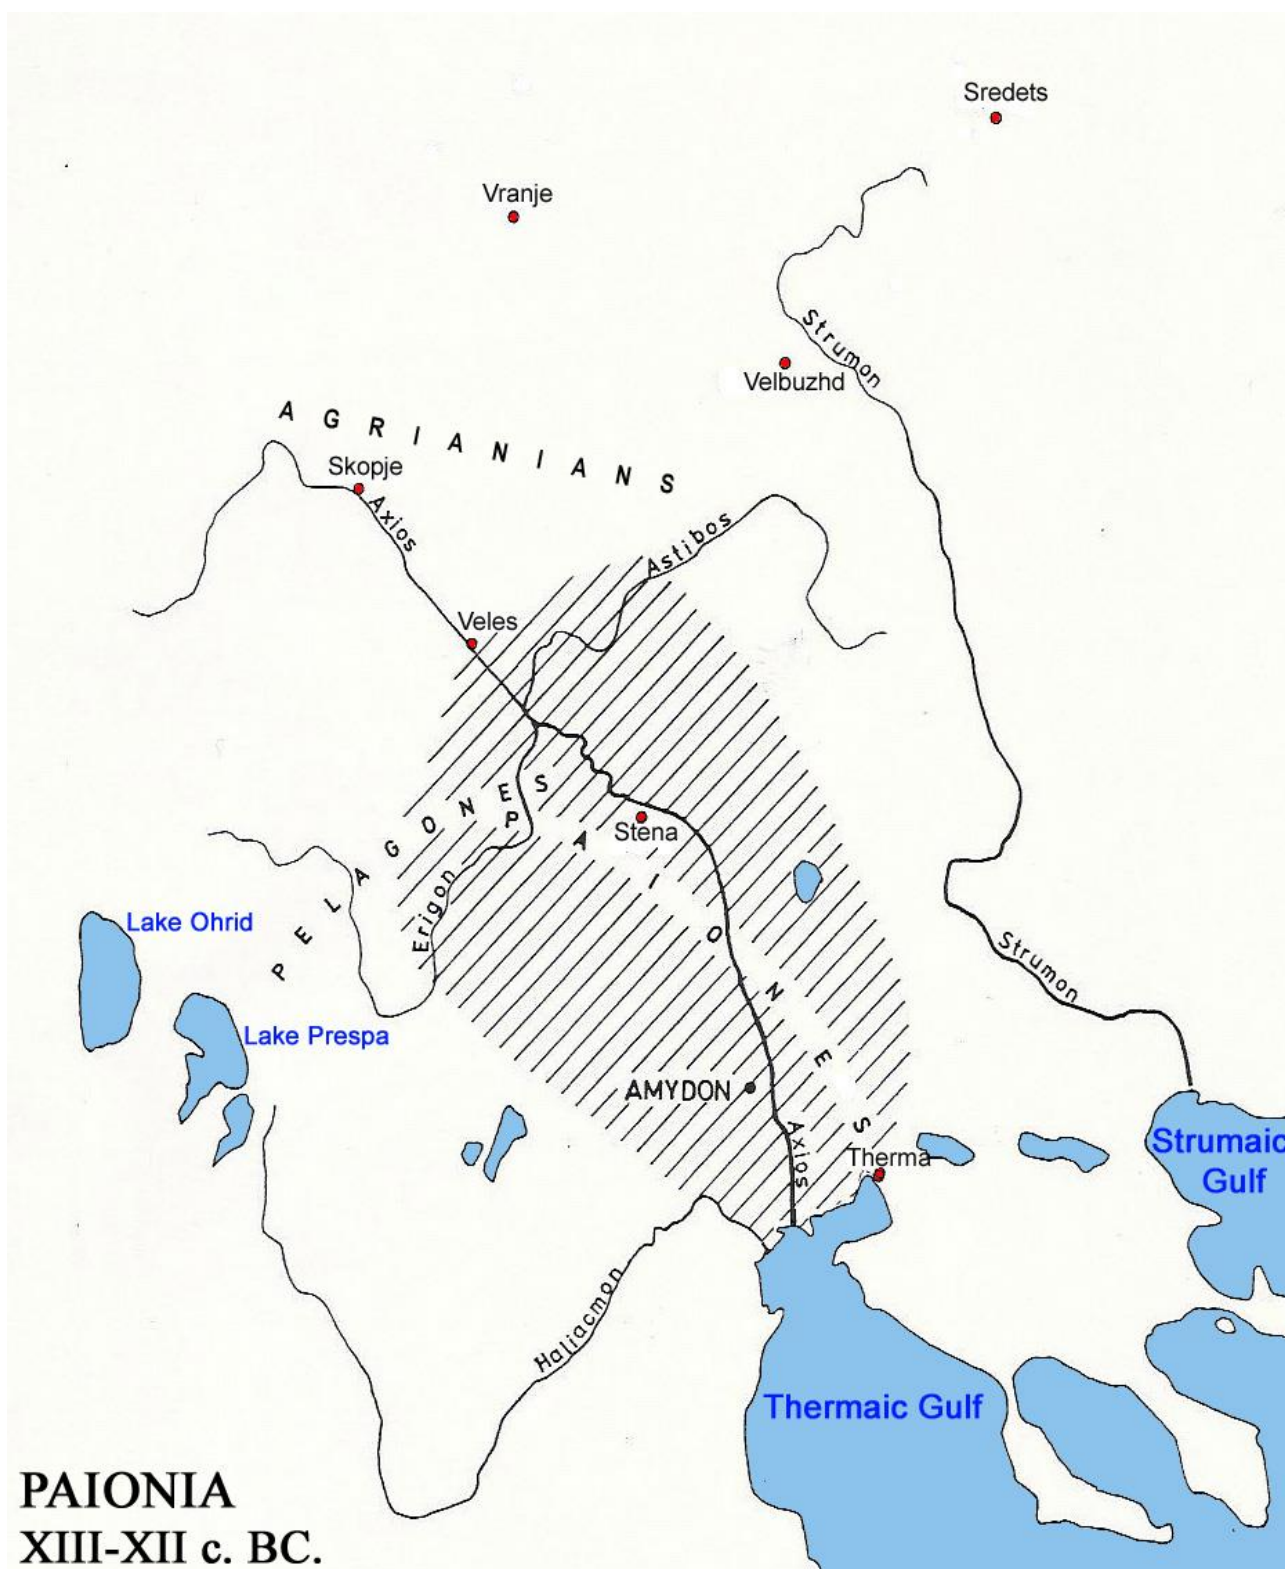 Sredets
Vranje
Strumon
Velbuzhd
AGRIANIANS
Skopje
Axios
Astibos
Veles
PELAGONES
PAIONES
Stena
Erigon
Lake Ohrid
Strumon
Lake Prespa
AMYDON
Axios
Therma
Strumaic
Gulf
Haliacmon
Thermaic Gulf
PAIONIA
XIII-XII c. BC.